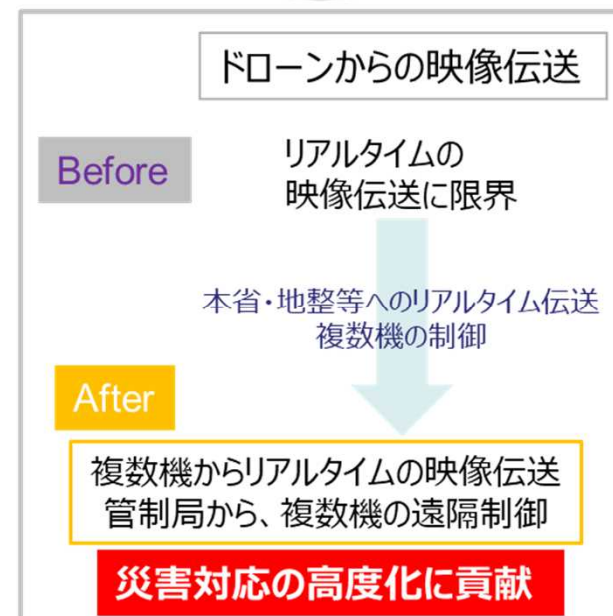 ドローンからの映像伝送
Before
リアルタイムの
映像伝送に限界
本省・地整等へのリアルタイム伝送
複数機の制御
After
複数機からリアルタイムの映像伝送
管制局から、複数機の遠隔制御
災害対応の高度化に貢献